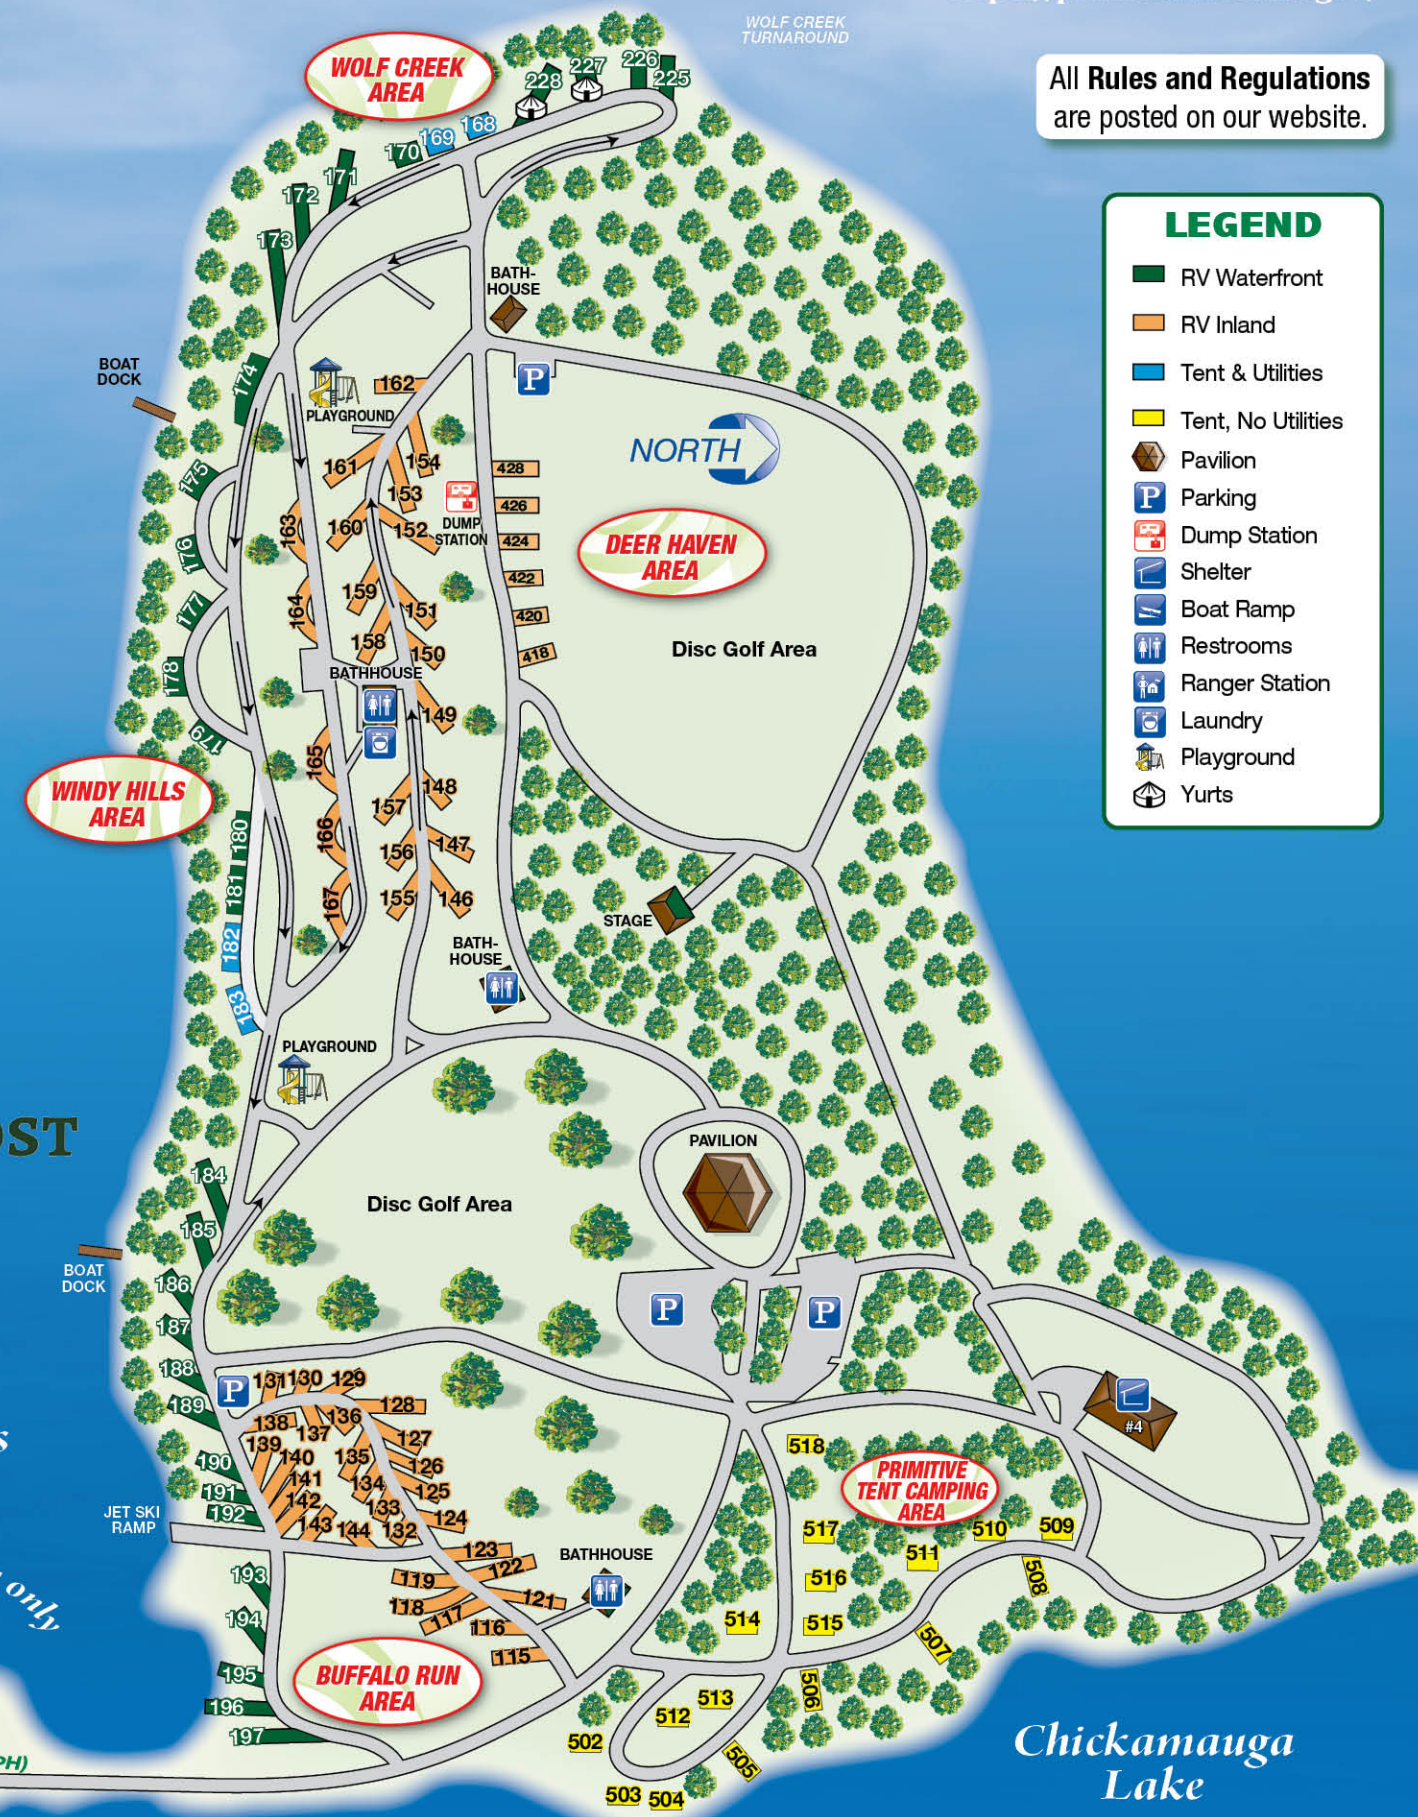 WOLF CREEK
TURNAROUND
WOLF CREEK
AREA
All Rules and Regulations
are posted on our website.
LEGEND
RV Waterfront
RV Inland
Tent & Utilities
Tent, No Utilities
Pavilion
P Parking
Dump Station
Shelter
Boat Ramp
Restrooms
Ranger Station
Laundry
Playground
Yurts
226
227
225
228
168
169
170
171
172
173
BATH-
HOUSE
BOAT
DOCK
174
PLAYGROUND
162
P
NORTH
161
154
175
153
428
426
424
422
420
418
DUMP
STATION
163
160
152
176
DEER HAVEN
AREA
159
151
164
177
158
150
Disc Golf Area
BATHHOUSE
178
149
179
165
WINDY HILLS
AREA
148
157
180
166
156
147
181
167
155
146
STAGE
182
BATH-
HOUSE
183
PLAYGROUND
OST
PAVILION
184
Disc Golf Area
185
BOAT
DOCK
186
187
P
P
188
P
131
130
129
189
128
138
136
137
127
139
140
135
126
190
141
134
125
191
142
133
124
192
143
144
132
JET SKI
RAMP
#4
518
PRIMITIVE
TENT CAMPING
AREA
517
510
509
511
123
122
BATHHOUSE
193
119
516
508
118
121
194
117
116
514
515
115
507
195
BUFFALO RUN
AREA
506
196
513
512
197
502
505
503
504
s
only
PH)
Chickamauga
Lake